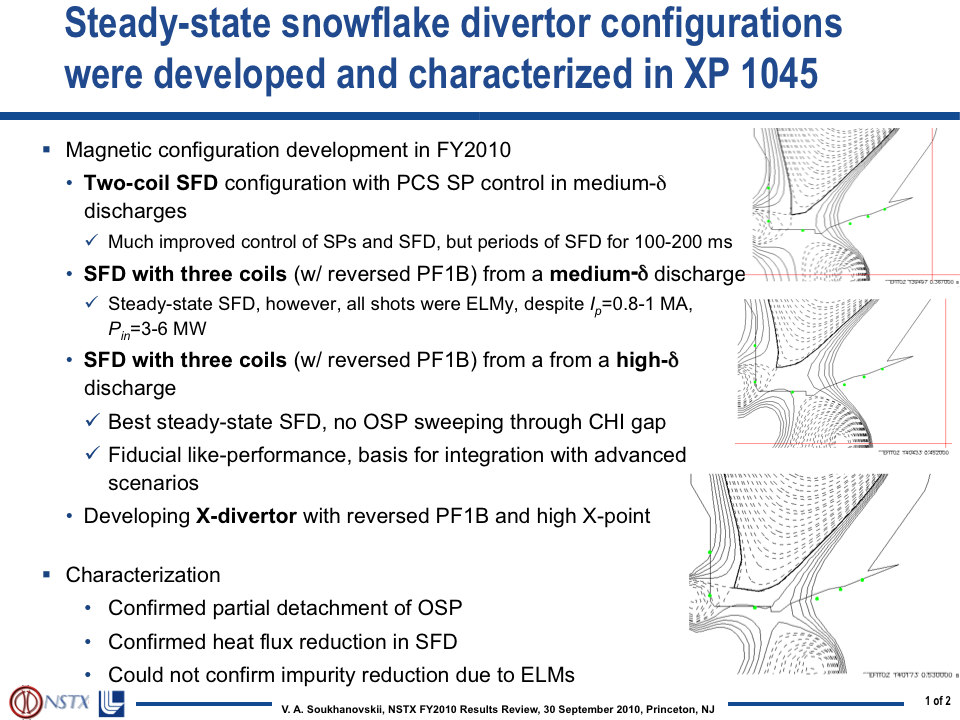 Steady-state snowflake divertor configurations
were developed and characterized in XP 1045
▪ Magnetic configuration development in FY2010
• Two-coil SFD configuration with PCS SP control in medium-δ
discharges
✓ Much improved control of SPs and SFD, but periods of SFD for 100-200 ms
• SFD with three coils (w/ reversed PF1B) from a medium-δ discharge
✓ Steady-state SFD, however, all shots were ELMy, despite Ip=0.8-1 MA,
Pin=3-6 MW
• SFD with three coils (w/ reversed PF1B) from a from a high-δ
discharge
✓ Best steady-state SFD, no OSP sweeping through CHI gap
✓ Fiducial like-performance, basis for integration with advanced
scenarios
• Developing X-divertor with reversed PF1B and high X-point
▪ Characterization
• Confirmed partial detachment of OSP
• Confirmed heat flux reduction in SFD
• Could not confirm impurity reduction due to ELMs
EFIT02 139497 0.367000 s
EFIT02 140433 0.492000
EFIT02 140173 0.530000 s
NSTX
V. A. Soukhanovskii, NSTX FY2010 Results Review, 30 September 2010, Princeton, NJ
1 of 2